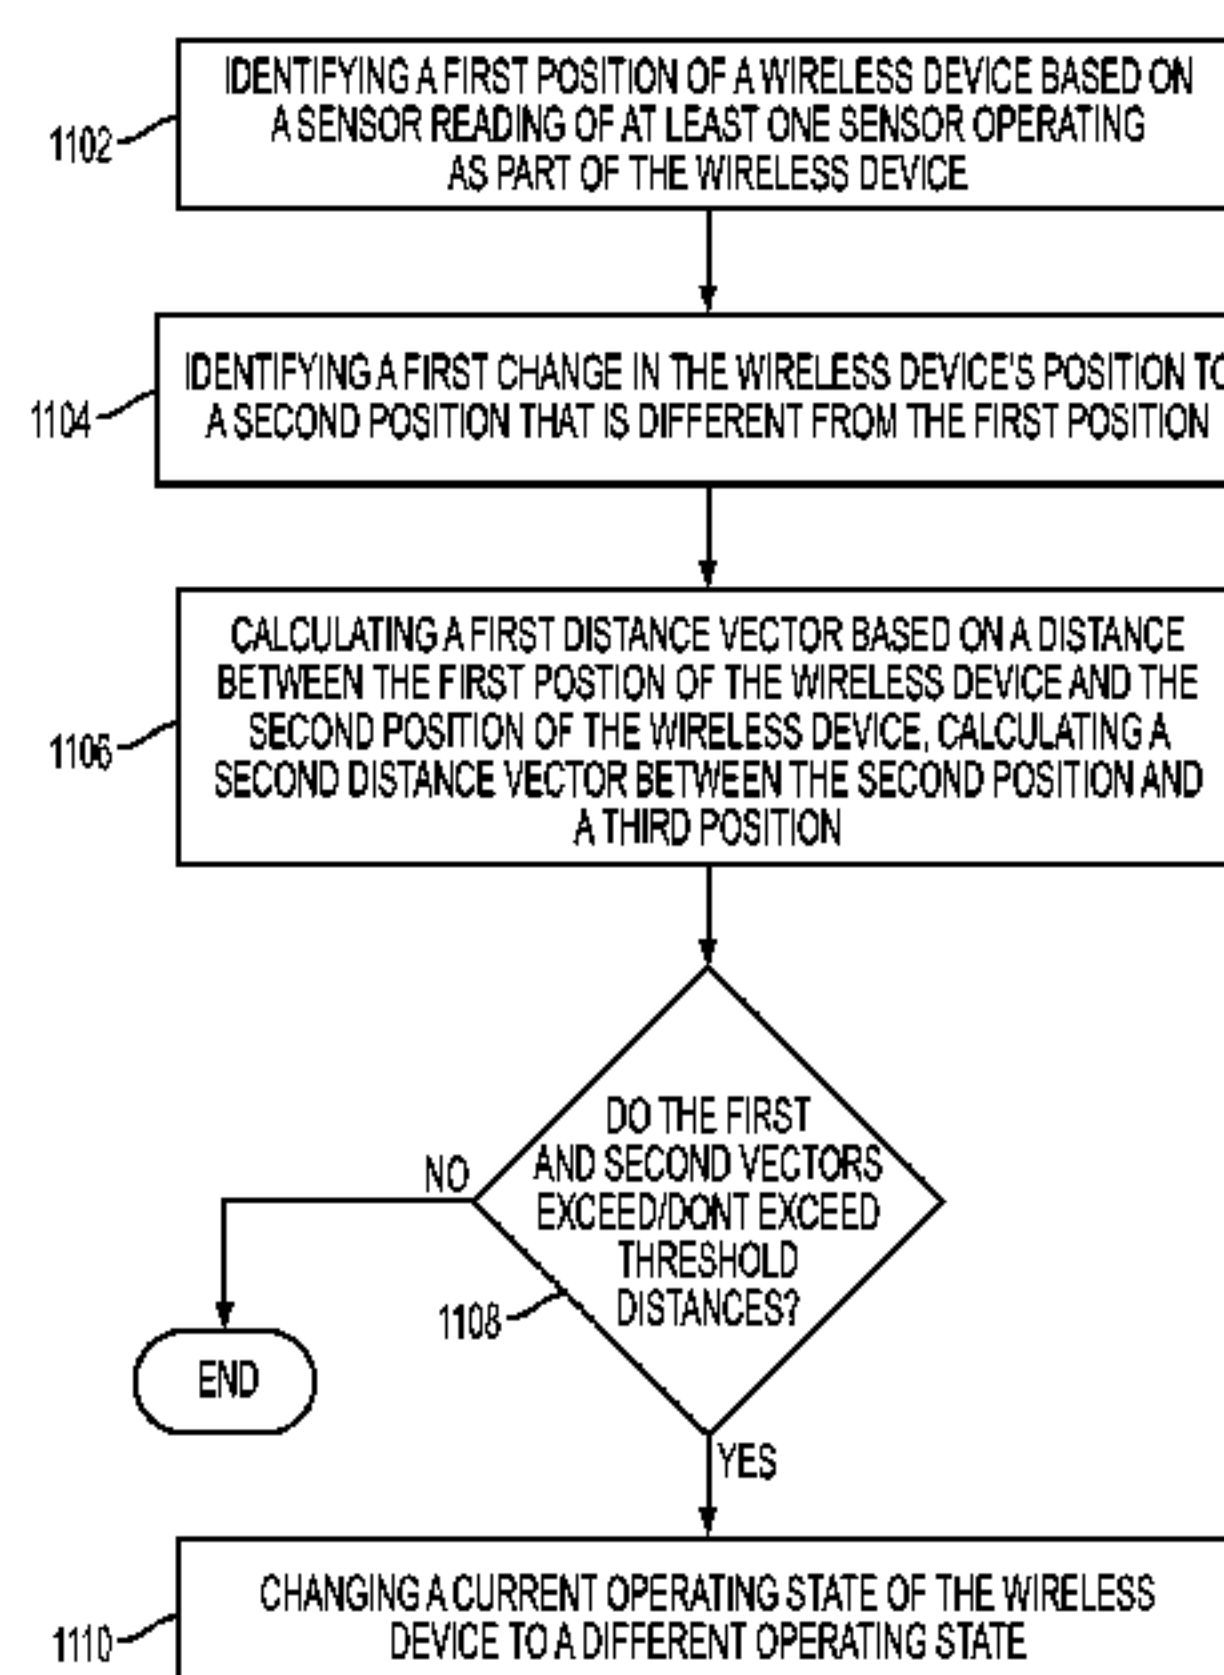 IDENTIFYING A FIRST POSITION OF A WIRELESS DEVICE BASED ON
A SENSOR READING OF AT LEAST ONE SENSOR OPERATING
AS PART OF THE WIRELESS DEVICE
1102
IDENTIFYING A FIRST CHANGE IN THE WIRELESS DEVICE'S POSITION TO
A SECOND POSITION THAT IS DIFFERENT FROM THE FIRST POSITION
1104
CALCULATING A FIRST DISTANCE VECTOR BASED ON A DISTANCE
BETWEEN THE FIRST POSTION OF THE WIRELESS DEVICE AND THE
SECOND POSITION OF THE WIRELESS DEVICE, CALCULATING A
SECOND DISTANCE VECTOR BETWEEN THE SECOND POSITION AND
A THIRD POSITION
1106
DO THE FIRST
AND SECOND VECTORS
EXCEED/DONT EXCEED
THRESHOLD
DISTANCES?
NO
1108
END
YES
CHANGING A CURRENT OPERATING STATE OF THE WIRELESS
DEVICE TO A DIFFERENT OPERATING STATE
1110